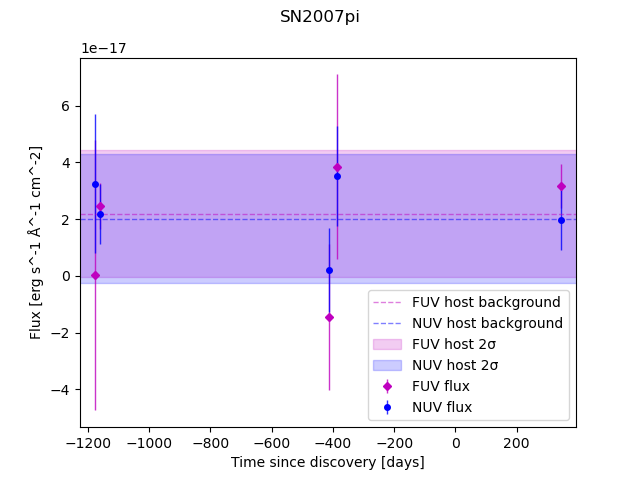 SN2007pi
1e−17
6
4
2
0
−2
−4
Flux [erg s^-1 Å^-1 cm^-2]
FUV host background
NUV host background
FUV host 2σ
NUV host 2σ
FUV flux
NUV flux
−1200 −1000 −800 −600 −400 −200 0 200
Time since discovery [days]